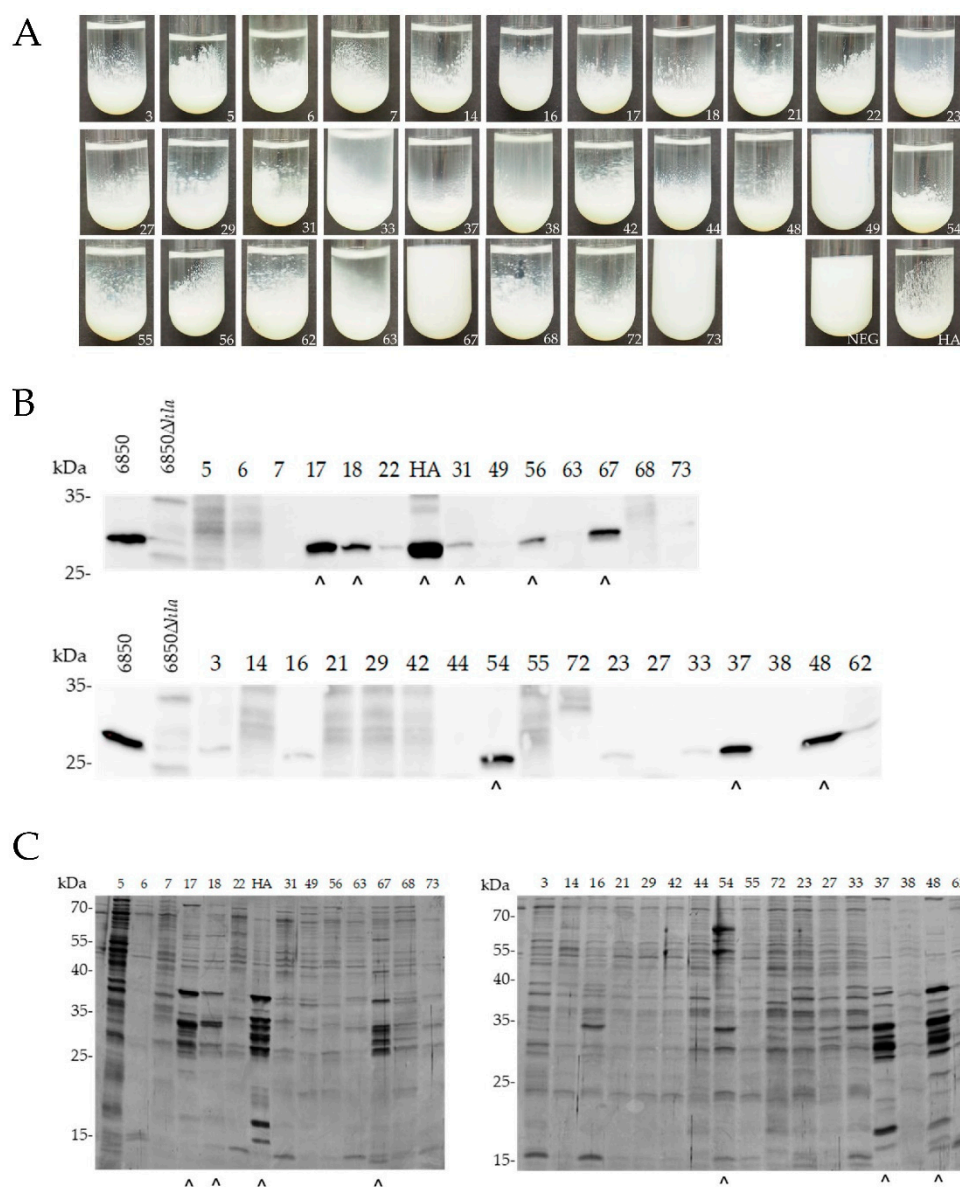 A
3 5 6 7 14 16 17 18 21 22 23
27 29 31 33 37 38 42 44 48 49 54
55 56 62 63 67 68 72 73 NEG HA
B
kDa 6850 6850Δhla 5 6 7 17 18 22 HA 31 49 56 63 67 68 73
35-
25-
^ ^ ^ ^ ^ ^
kDa 6850 6850Δhla 3 14 16 21 29 42 44 54 55 72 23 27 33 37 38 48 62
35-
25-
^ ^ ^
C
kDa 5 6 7 17 18 22 HA 31 49 56 63 67 68 73
70-
55-
40-
35-
25-
15-
^ ^ ^ ^
kDa 3 14 16 21 29 42 44 54 55 72 23 27 33 37 38 48
70-
55-
40-
35-
25-
15-
^ ^ ^